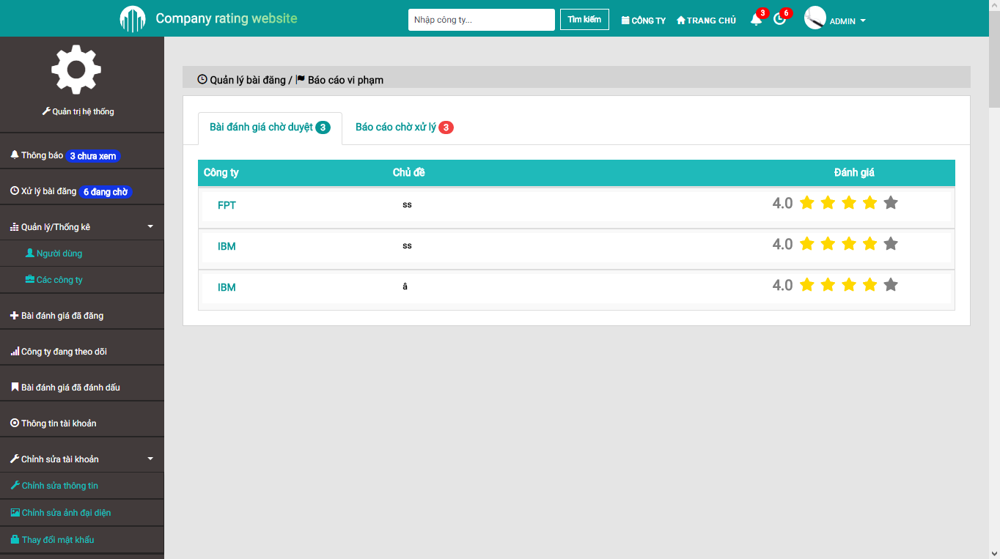 Company rating website
Nhập công ty...
Tìm kiếm
CÔNG TY
TRANG CHỦ
3
6
ADMIN
Quản trị hệ thống
Thông báo 3 chưa xem
Xử lý bài đăng 6 đang chờ
Quản lý/Thống kê
Người dùng
Các công ty
Bài đánh giá đã đăng
Công ty đang theo dõi
Bài đánh giá đã đánh dấu
Thông tin tài khoản
Chỉnh sửa tài khoản
Chỉnh sửa thông tin
Chỉnh sửa ảnh đại diện
Thay đổi mật khẩu
Quản lý bài đăng / Báo cáo vi phạm
Bài đánh giá chờ duyệt 3
Báo cáo chờ xử lý 3
Công ty Chủ đề Đánh giá
FPT ss 4.0
IBM ss 4.0
IBM â 4.0